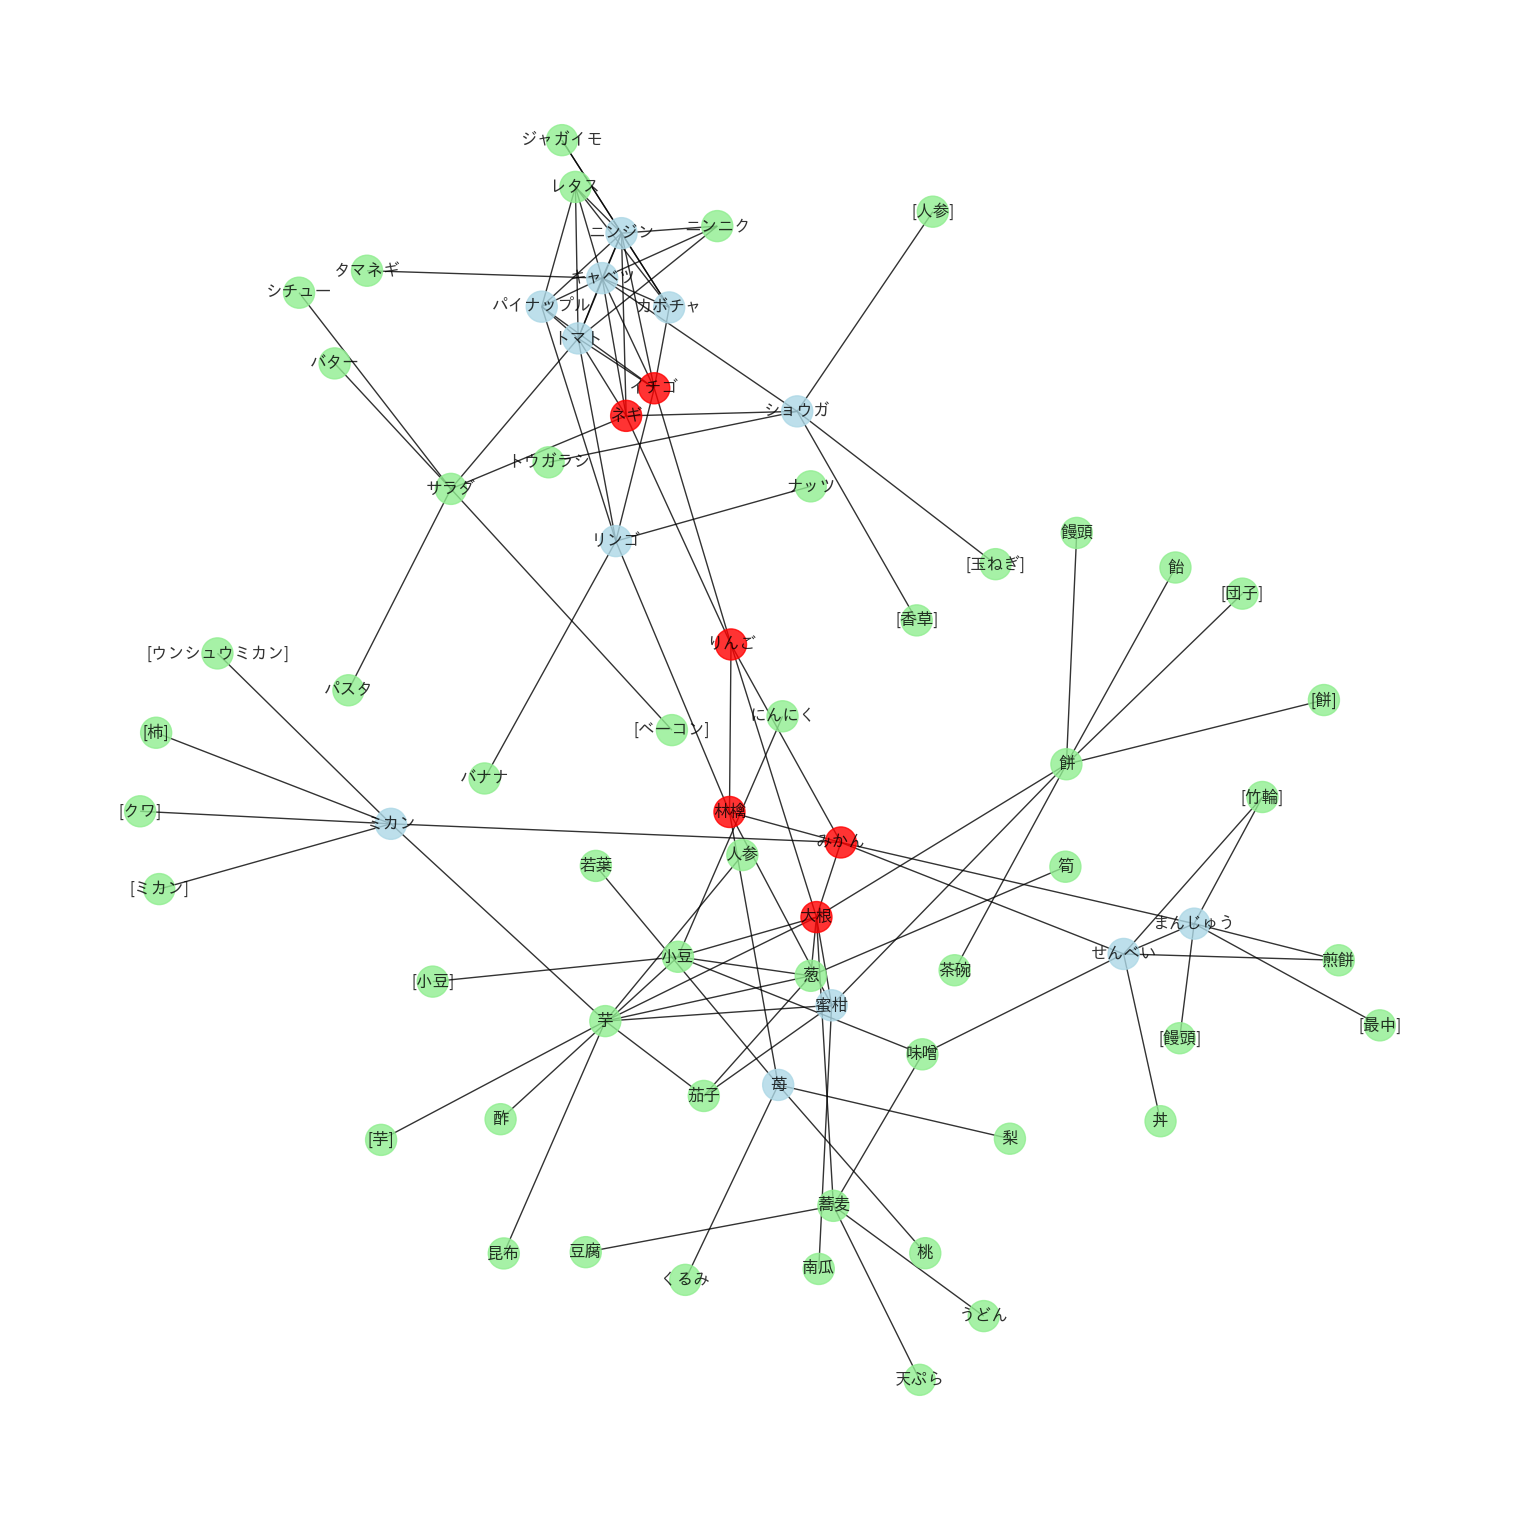 ジャガイモ
レタス
[人参]
ニンニク
ニンジン
タマネギ
キャベツ
シチュー
パイナップル
カボチャ
トマト
バター
イチゴ
ショウガ
ネギ
トウガラシ
ナッツ
サラダ
饅頭
リンゴ
[玉ねぎ]
飴
[団子]
[香草]
りんご
[ウンシュウミカン]
パスタ
[餅]
にんにく
[ベーコン]
[柿]
餅
バナナ
[竹輪]
[クワ]
林檎
ミカン
みかん
人参
若葉
筍
[ミカン]
大根
まんじゅう
せんべい
小豆
煎餅
茶碗
葱
[小豆]
蜜柑
芋
[最中]
[饅頭]
味噌
苺
茄子
酢
丼
[芋]
梨
蕎麦
豆腐
昆布
桃
南瓜
くるみ
うどん
天ぷら